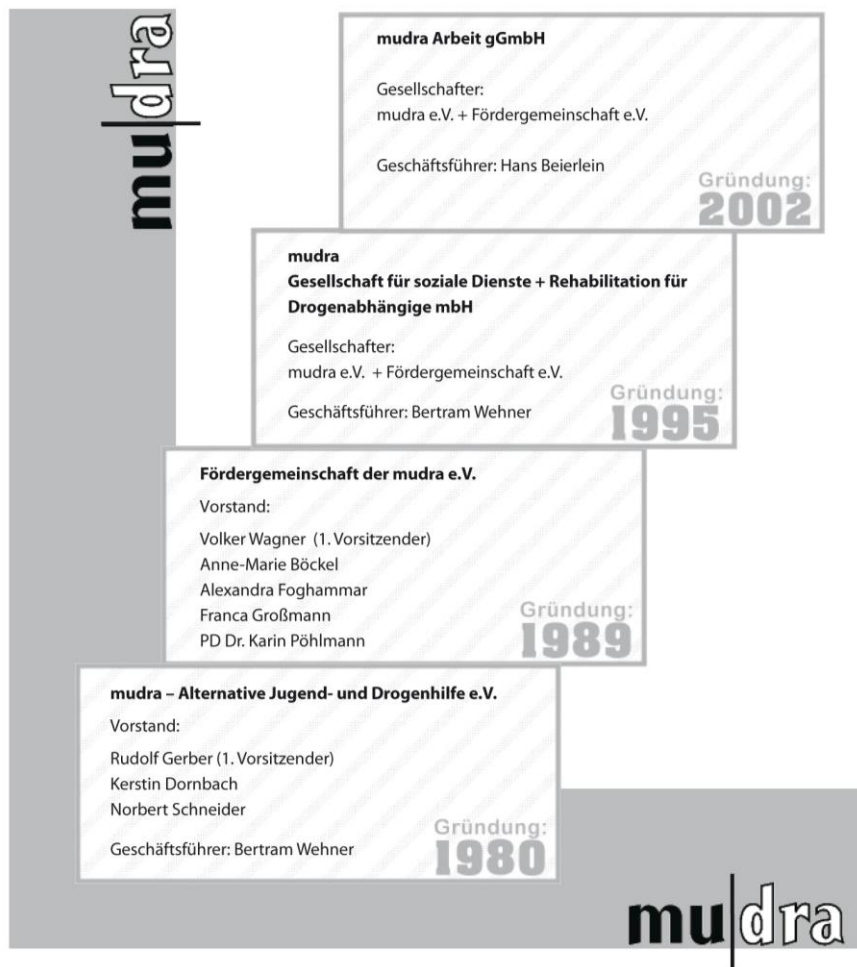 mudra
mudra Arbeit gGmbH
Gesellschafter:
mudra e.V. + Fördergemeinschaft e.V.
Geschäftsführer: Hans Beierlein
Gründung:
2002
mudra
Gesellschaft für soziale Dienste + Rehabilitation für
Drogenabhängige mbH
Gesellschafter:
mudra e.V. + Fördergemeinschaft e.V.
Geschäftsführer: Bertram Wehner
Gründung:
1995
Fördergemeinschaft der mudra e.V.
Vorstand:
Volker Wagner (1. Vorsitzender)
Anne-Marie Böckel
Alexandra Foghammar
Franca Großmann
PD Dr. Karin Pöhlmann
Gründung:
1989
mudra – Alternative Jugend- und Drogenhilfe e.V.
Vorstand:
Rudolf Gerber (1. Vorsitzender)
Kerstin Dornbach
Norbert Schneider
Geschäftsführer: Bertram Wehner
Gründung:
1980
mudra